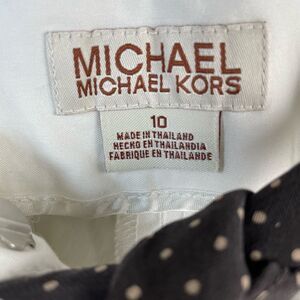 MICHAEL
MICHAEL KORS
10
MADE IN THAILAND
HECHO EN THAILANDIA
FABRIQUE EN THAILANDE